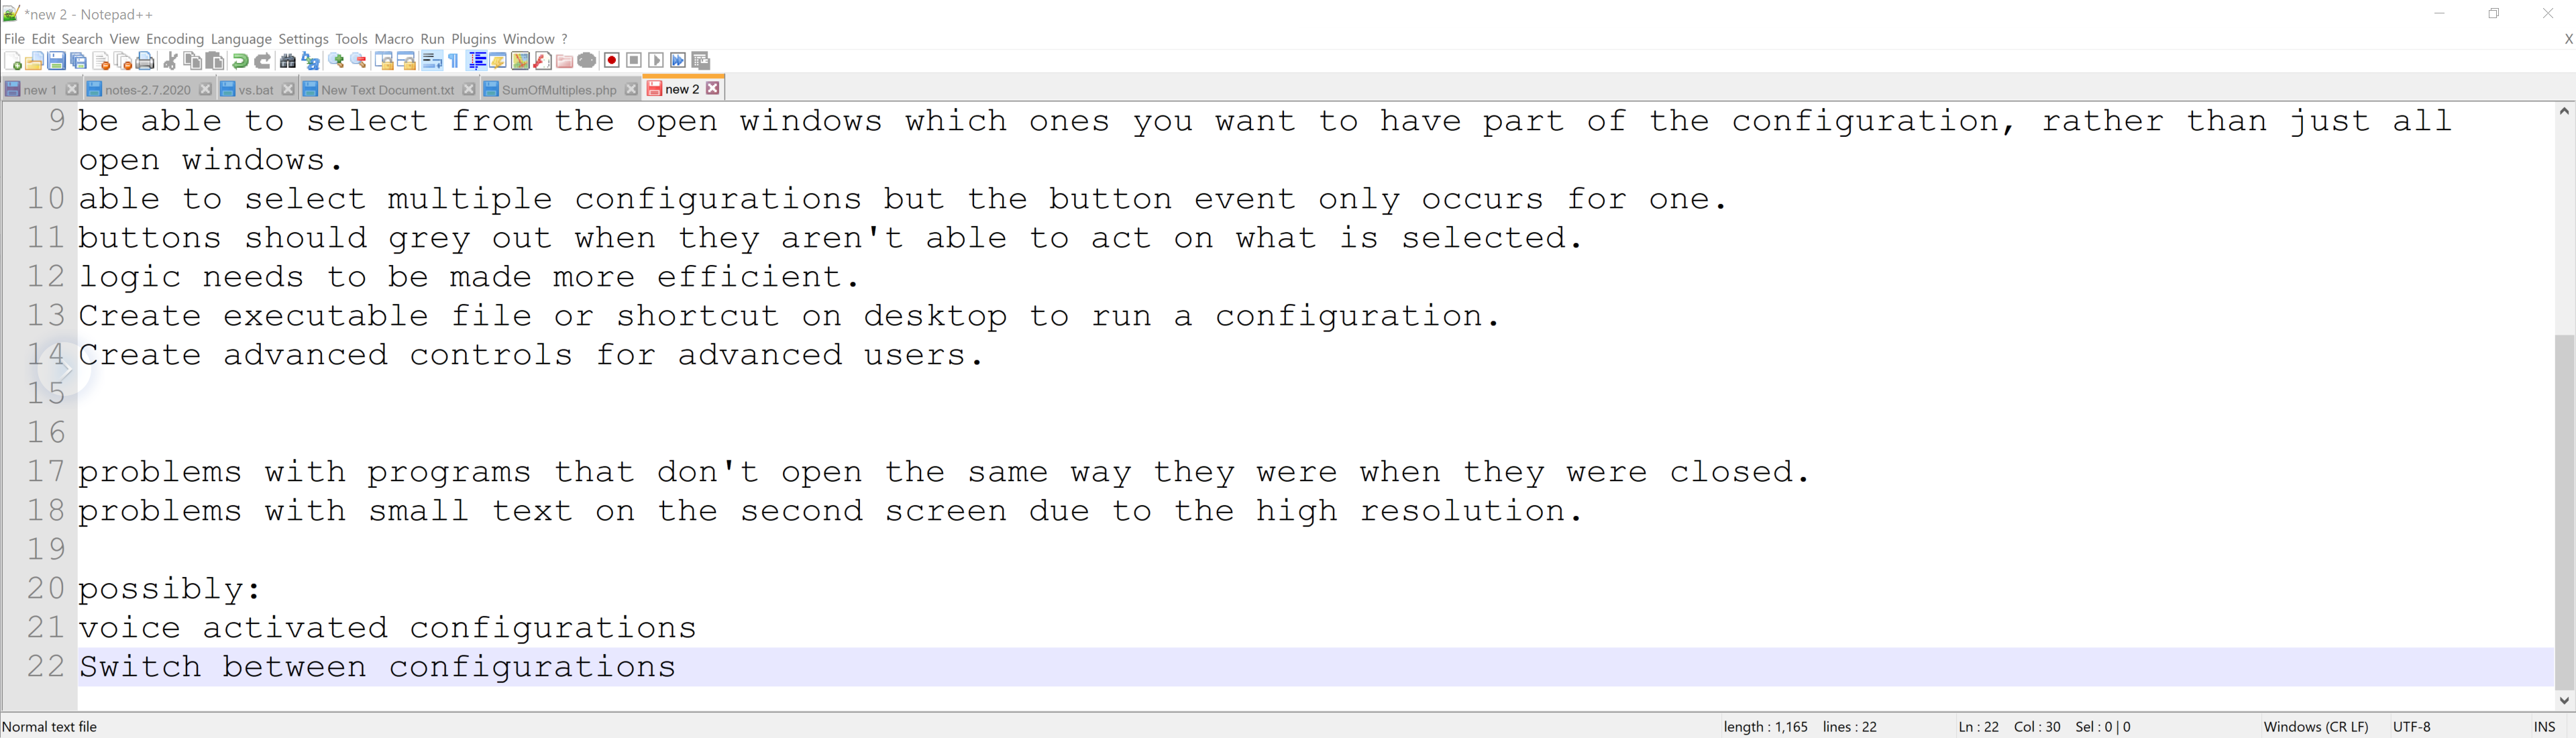 *new 2 - Notepad++
File Edit Search View Encoding Language Settings Tools Macro Run Plugins Window ?
X
new 1 notes-2.7.2020 vs.bat New Text Document.txt SumOfMultiples.php new 2
9 be able to select from the open windows which ones you want to have part of the configuration, rather than just all
open windows.
10 able to select multiple configurations but the button event only occurs for one.
11 buttons should grey out when they aren't able to act on what is selected.
12 logic needs to be made more efficient.
13 Create executable file or shortcut on desktop to run a configuration.
14 Create advanced controls for advanced users.
15
16
17 problems with programs that don't open the same way they were when they were closed.
18 problems with small text on the second screen due to the high resolution.
19
20 possibly:
21 voice activated configurations
22 Switch between configurations
Normal text file length : 1,165 lines : 22 Ln : 22 Col : 30 Sel : 0 | 0 Windows (CR LF) UTF-8 INS